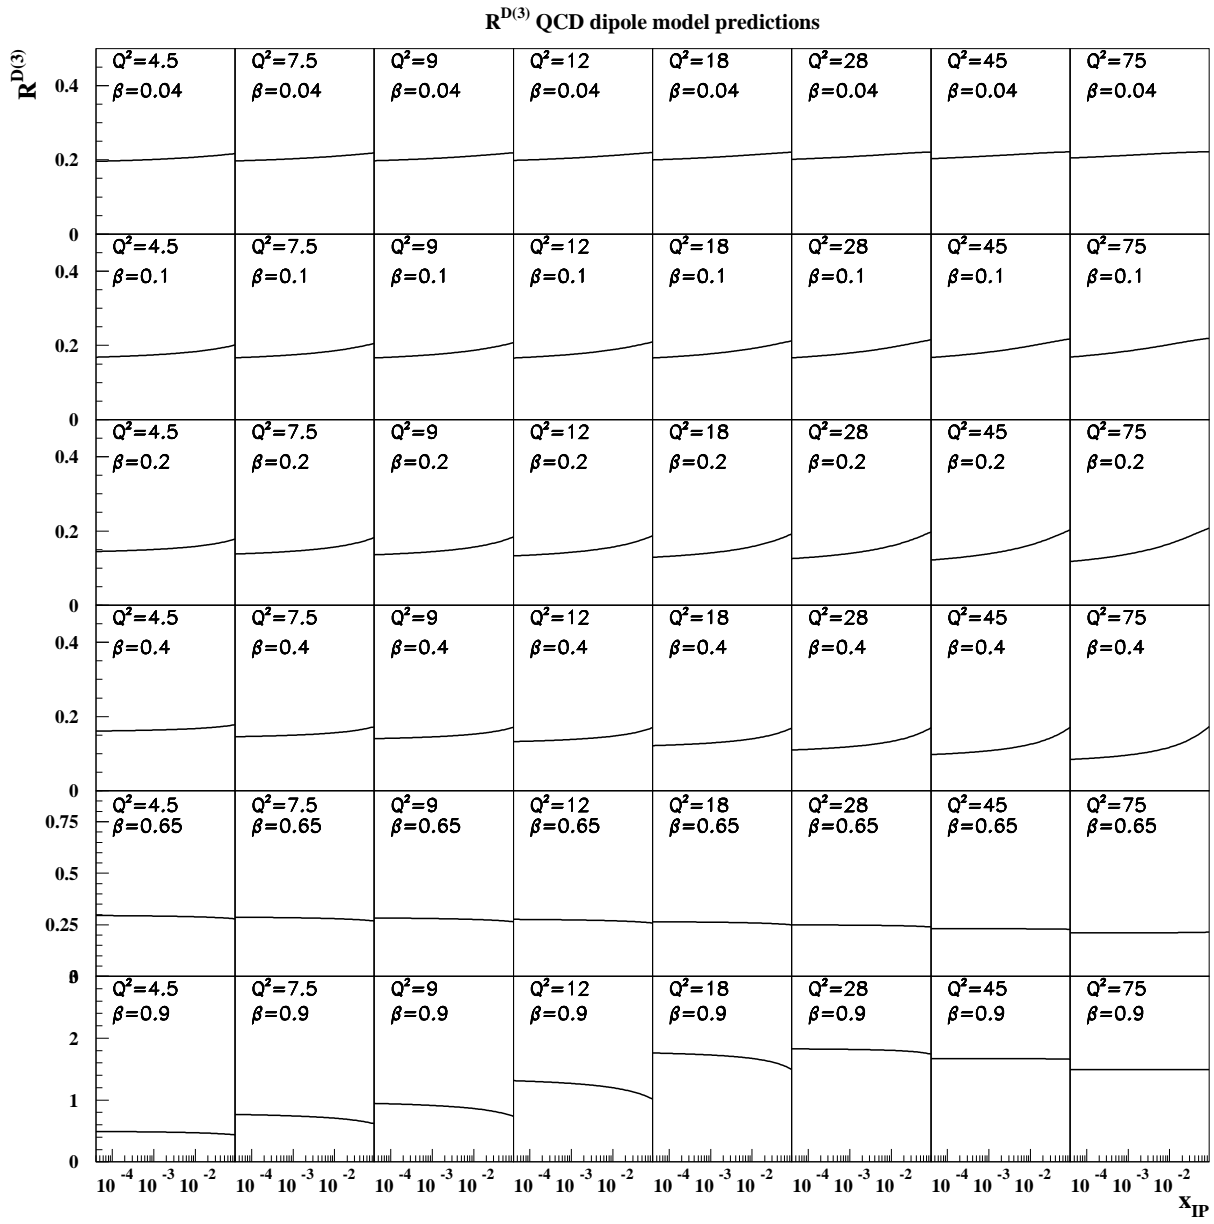 R^D(3) QCD dipole model predictions
R^D(3)
Q²=4.5 Q²=7.5 Q²=9 Q²=12 Q²=18 Q²=28 Q²=45 Q²=75
0.4
β=0.04 β=0.04 β=0.04 β=0.04 β=0.04 β=0.04 β=0.04 β=0.04
0.2
0
Q²=4.5 Q²=7.5 Q²=9 Q²=12 Q²=18 Q²=28 Q²=45 Q²=75
0.4
β=0.1 β=0.1 β=0.1 β=0.1 β=0.1 β=0.1 β=0.1 β=0.1
0.2
0
Q²=4.5 Q²=7.5 Q²=9 Q²=12 Q²=18 Q²=28 Q²=45 Q²=75
0.4
β=0.2 β=0.2 β=0.2 β=0.2 β=0.2 β=0.2 β=0.2 β=0.2
0.2
0
Q²=4.5 Q²=7.5 Q²=9 Q²=12 Q²=18 Q²=28 Q²=45 Q²=75
0.4
β=0.4 β=0.4 β=0.4 β=0.4 β=0.4 β=0.4 β=0.4 β=0.4
0.2
0
Q²=4.5 Q²=7.5 Q²=9 Q²=12 Q²=18 Q²=28 Q²=45 Q²=75
0.75
β=0.65 β=0.65 β=0.65 β=0.65 β=0.65 β=0.65 β=0.65 β=0.65
0.5
0.25
Q²=4.5 Q²=7.5 Q²=9 Q²=12 Q²=18 Q²=28 Q²=45 Q²=75
β=0.9 β=0.9 β=0.9 β=0.9 β=0.9 β=0.9 β=0.9 β=0.9
2
1
0
10^-4 10^-3 10^-2 10^-4 10^-3 10^-2 10^-4 10^-3 10^-2 10^-4 10^-3 10^-2 10^-4 10^-3 10^-2 10^-4 10^-3 10^-2 10^-4 10^-3 10^-2 10^-4 10^-3 10^-2
x_IP